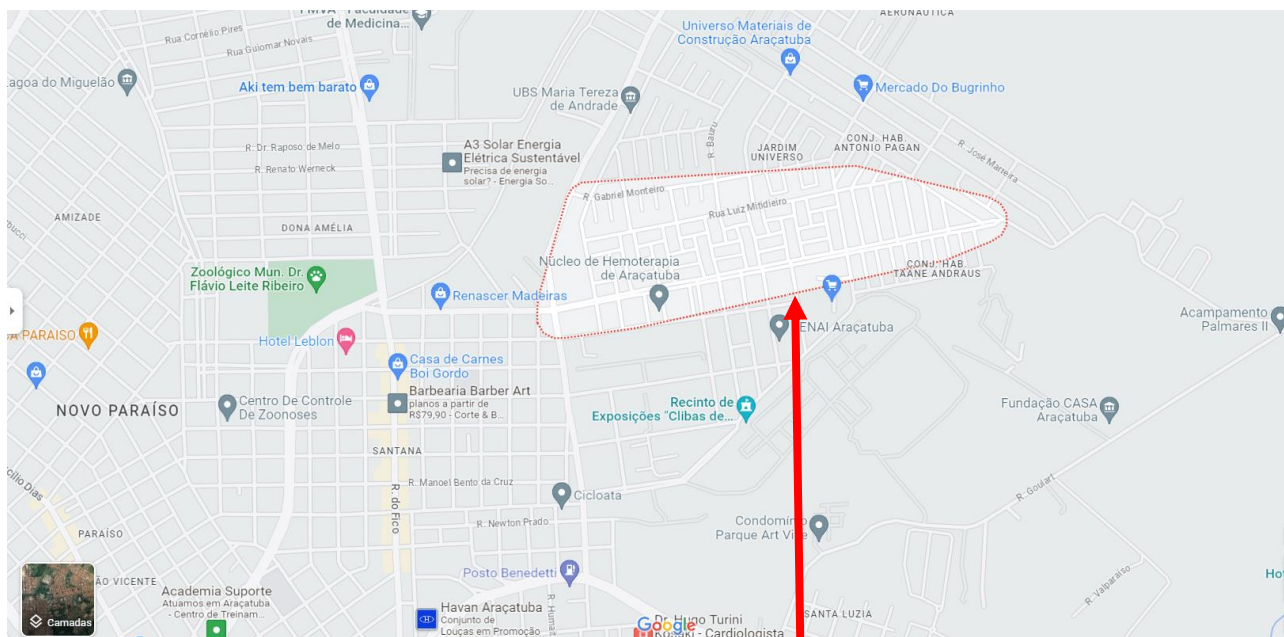 AERONÁUTICA
FMVA - Faculdade
de Medicina...
Rua Cornélio Pires
Rua Guiomar Novais
Universo Materiais de
Construção Araçatuba
agoa do Miguelão
Aki tem bem barato
UBS Maria Tereza
de Andrade
Mercado Do Bugrinho
R. Bauru
CONJ. HAB.
ANTONIO PAGAN
JARDIM
UNIVERSO
R. José Marreira
R. Dr. Raposo de Melo
R. Renato Werneck
A3 Solar Energia
Elétrica Sustentável
Precisa de energia
solar? - Energia So...
R. Gabriel Monteiro
Rua Luiz Mitidieiro
AMIZADE
DONA AMÉLIA
Núcleo de Hemoterapia
de Araçatuba
CONJ. HAB.
TAANE ANDRAUS
Zoológico Mun. Dr.
Flávio Leite Ribeiro
Renascer Madeiras
Acampamento
Palmares II
PARAISO
Hotel Leblon
ENAI Araçatuba
Casa de Carnes
Boi Gordo
Barbearia Barber Art
planos a partir de
R$79,90 - Corte & B...
Centro De Controle
De Zoonoses
NOVO PARAÍSO
Recinto de
Exposições "Clibas de...
Fundação CASA
Araçatuba
SANTANA
R. do Fico
R. Manoel Bento da Cruz
Cicloata
R. Goulart
R. Newton Prado
Condomínio
Parque Art Ville
PARAÍSO
Posto Benedetti
ÃO VICENTE
Camadas
Academia Suporte
Atuamos em Araçatuba
- Centro de Treinam...
Havan Araçatuba
Conjunto de
Louças em Promoção
Google
Dr. Hugo Turini
- Cardiologista
SANTA LUZIA
R. Valparaíso
Ho